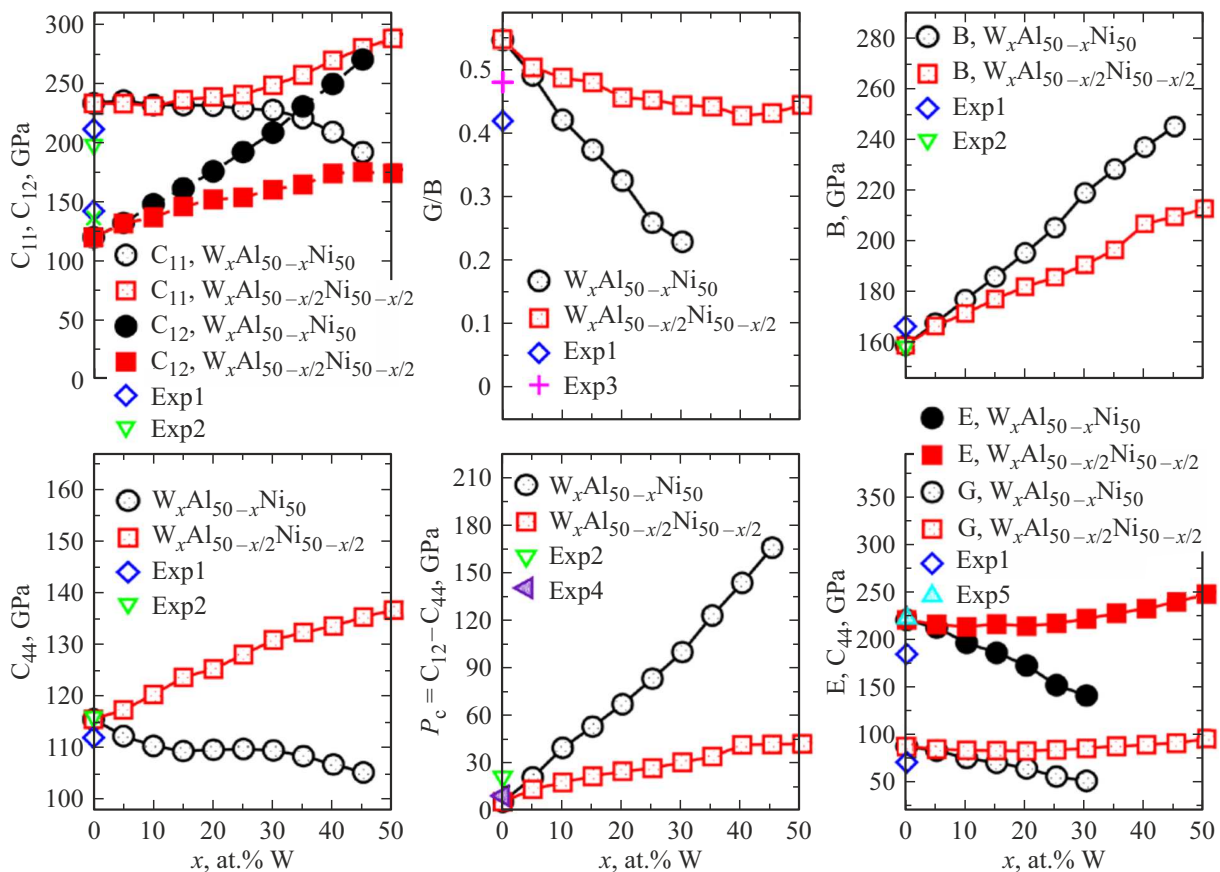 300
250
200
150
100
50
0
C₁₁, C₁₂, GPa
C₁₁, WₓAl₅₀₋ₓNi₅₀
C₁₁, WₓAl₅₀₋ₓ/₂Ni₅₀₋ₓ/₂
C₁₂, WₓAl₅₀₋ₓNi₅₀
C₁₂, WₓAl₅₀₋ₓ/₂Ni₅₀₋ₓ/₂
Exp1
Exp2
0.5
0.4
0.3
0.2
0.1
0
G/B
WₓAl₅₀₋ₓNi₅₀
WₓAl₅₀₋ₓ/₂Ni₅₀₋ₓ/₂
Exp1
Exp3
280
260
240
220
200
180
160
B, GPa
B, WₓAl₅₀₋ₓNi₅₀
B, WₓAl₅₀₋ₓ/₂Ni₅₀₋ₓ/₂
Exp1
Exp2
160
150
140
130
120
110
100
C₄₄, GPa
WₓAl₅₀₋ₓNi₅₀
WₓAl₅₀₋ₓ/₂Ni₅₀₋ₓ/₂
Exp1
Exp2
0 10 20 30 40 50
x, at.% W
210
180
150
120
90
60
30
0
P_c = C₁₂ – C₄₄, GPa
WₓAl₅₀₋ₓNi₅₀
WₓAl₅₀₋ₓ/₂Ni₅₀₋ₓ/₂
Exp2
Exp4
0 10 20 30 40 50
x, at.% W
E, WₓAl₅₀₋ₓNi₅₀
E, WₓAl₅₀₋ₓ/₂Ni₅₀₋ₓ/₂
G, WₓAl₅₀₋ₓNi₅₀
G, WₓAl₅₀₋ₓ/₂Ni₅₀₋ₓ/₂
Exp1
Exp5
350
300
250
200
150
100
50
E, C₄₄, GPa
0 10 20 30 40 50
x, at.% W